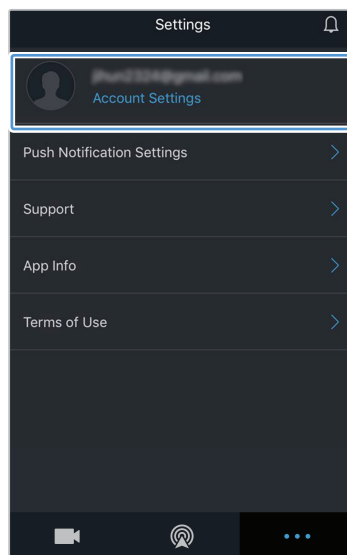 Settings
Account Settings
Push Notification Settings
Support
App Info
Terms of Use